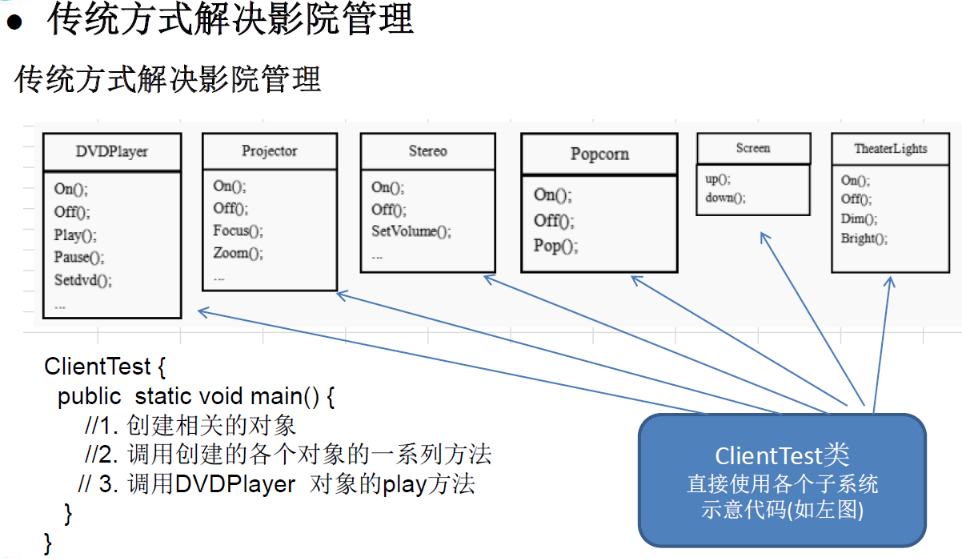 ● 传统方式解决影院管理
传统方式解决影院管理
DVDPlayer
On();
Off();
Play();
Pause();
Setdvd();
...
Projector
On();
Off();
Focus();
Zoom();
...
Stereo
On();
Off();
SetVolume();
...
Popcorn
On();
Off();
Pop();
Screen
up();
down();
TheaterLights
On();
Off();
Dim();
Bright();
ClientTest {
public static void main() {
//1. 创建相关的对象
//2. 调用创建的各个对象的一系列方法
// 3. 调用DVDPlayer 对象的play方法
}
}
ClientTest类
直接使用各个子系统
示意代码(如左图)